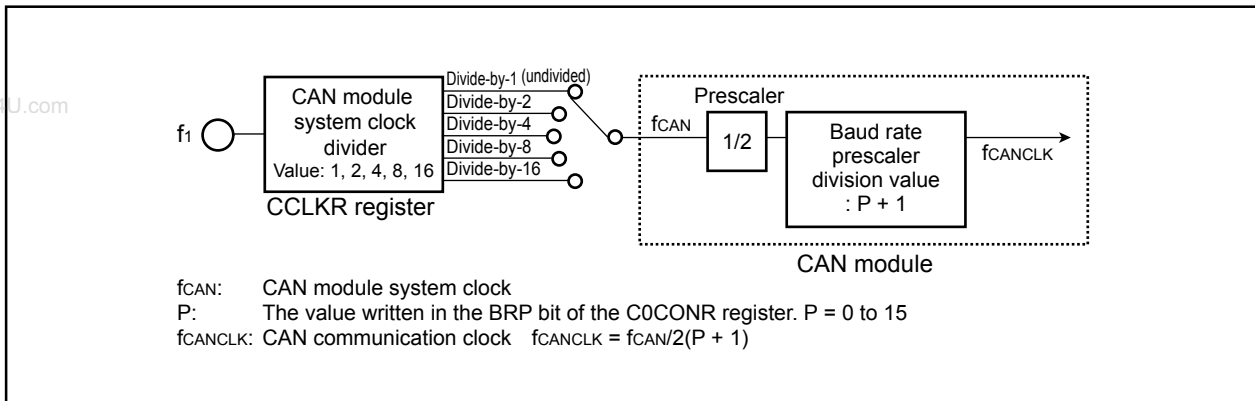 4U.com
Divide-by-1 (undivided)
Divide-by-2
Divide-by-4
Divide-by-8
Divide-by-16
CAN module
system clock
divider
Value: 1, 2, 4, 8, 16
CCLKR register
f1
fCAN
Prescaler
1/2
Baud rate
prescaler
division value
: P + 1
fCANCLK
CAN module
fCAN: CAN module system clock
P: The value written in the BRP bit of the C0CONR register. P = 0 to 15
fCANCLK: CAN communication clock fCANCLK = fCAN/2(P + 1)